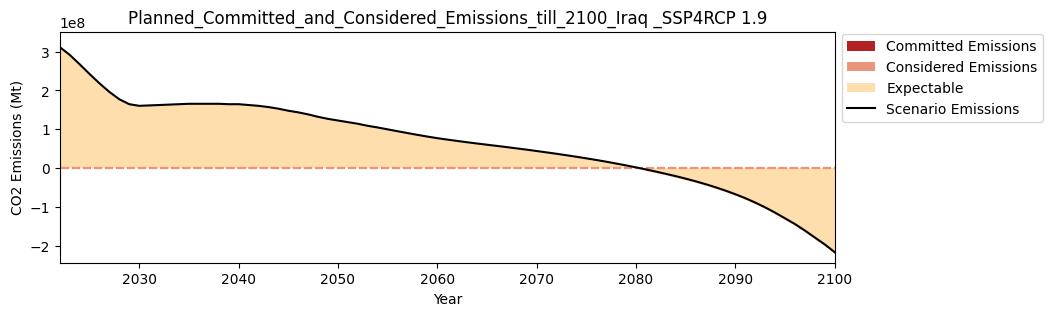 Planned_Committed_and_Considered_Emissions_till_2100_Iraq _SSP4RCP 1.9
1e8
3
2
1
0
−1
−2
CO2 Emissions (Mt)
2030 2040 2050 2060 2070 2080 2090 2100
Year
Committed Emissions
Considered Emissions
Expectable
Scenario Emissions